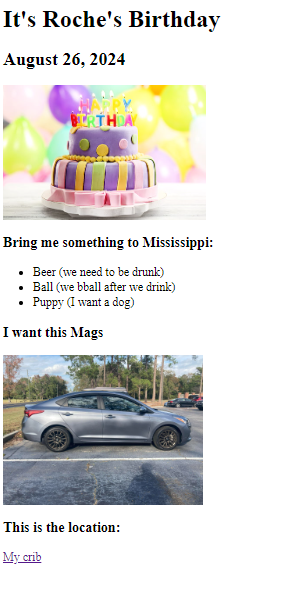 It's Roche's Birthday
August 26, 2024
HAPPY
BIRTHDAY
Bring me something to Mississippi:
Beer (we need to be drunk)
Ball (we bball after we drink)
Puppy (I want a dog)
I want this Mags
This is the location:
My crib